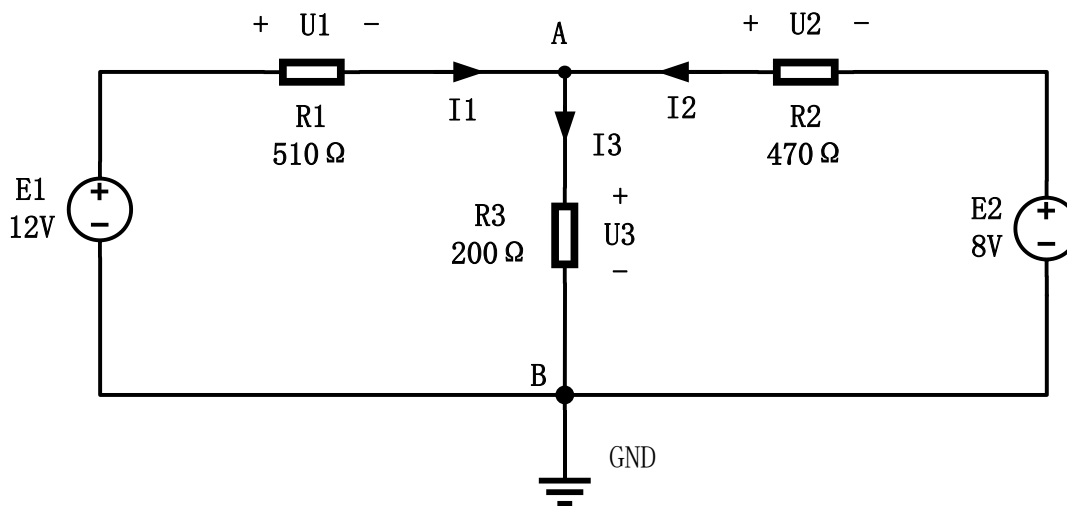 + U1 -
A
+ U2 -
I1
I2
R1
510Ω
R2
470Ω
I3
E1
12V
R3
200Ω
+
U3
-
E2
8V
+
-
+
-
B
GND